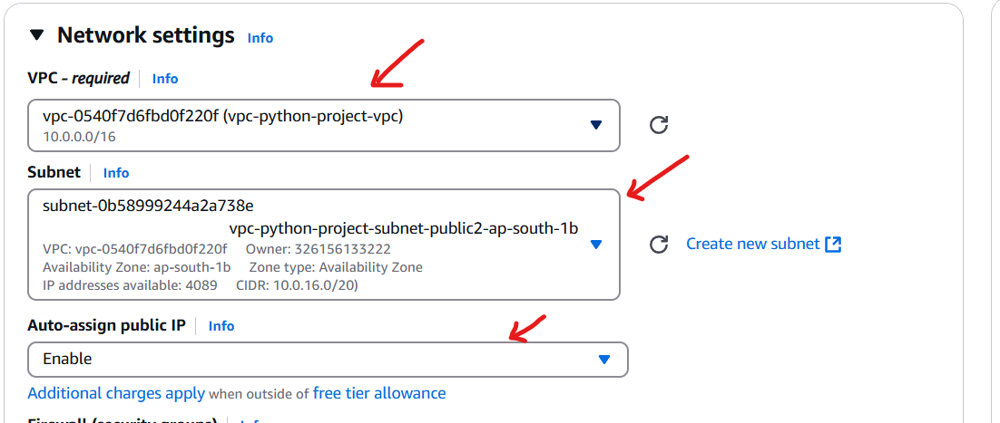 Network settings Info
VPC - required Info
vpc-0540f7d6fbd0f220f (vpc-python-project-vpc)
10.0.0.0/16
Subnet Info
subnet-0b58999244a2a738e
vpc-python-project-subnet-public2-ap-south-1b
VPC: vpc-0540f7d6fbd0f220f Owner: 326156133222
Availability Zone: ap-south-1b Zone type: Availability Zone
IP addresses available: 4089 CIDR: 10.0.16.0/20)
Create new subnet
Auto-assign public IP Info
Enable
Additional charges apply when outside of free tier allowance
Firewall (security groups) Info